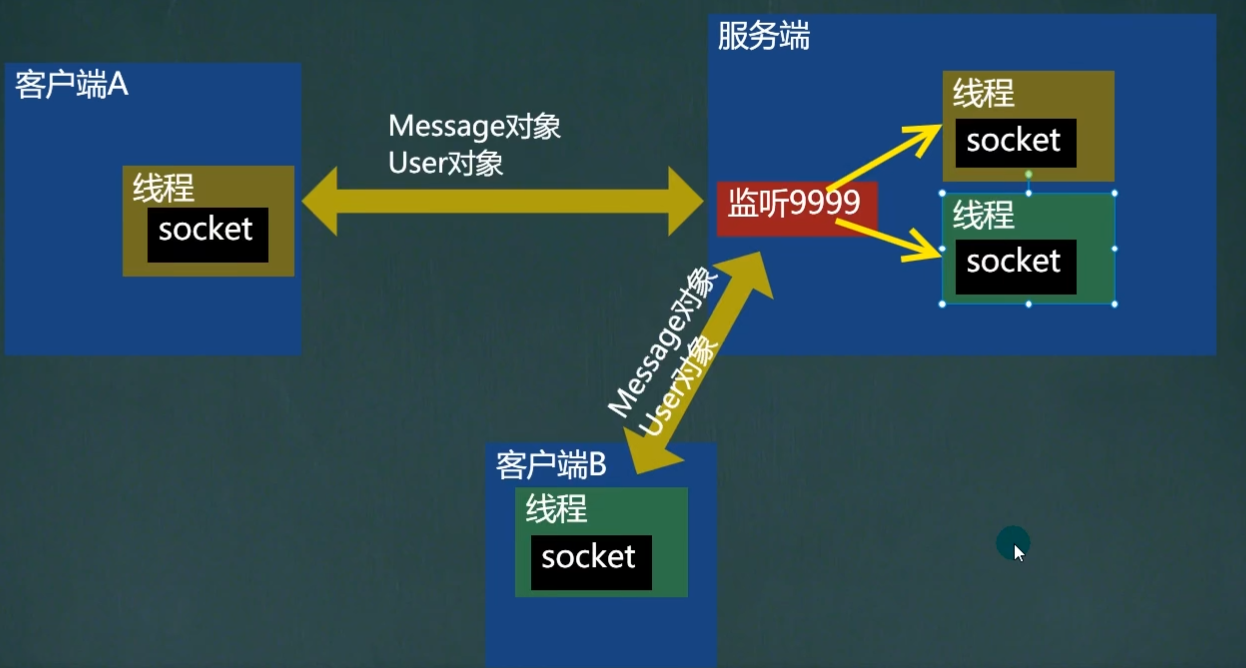 客户端A
线程
socket
Message对象
User对象
服务端
监听9999
线程
socket
线程
socket
Message对象
User对象
客户端B
线程
socket